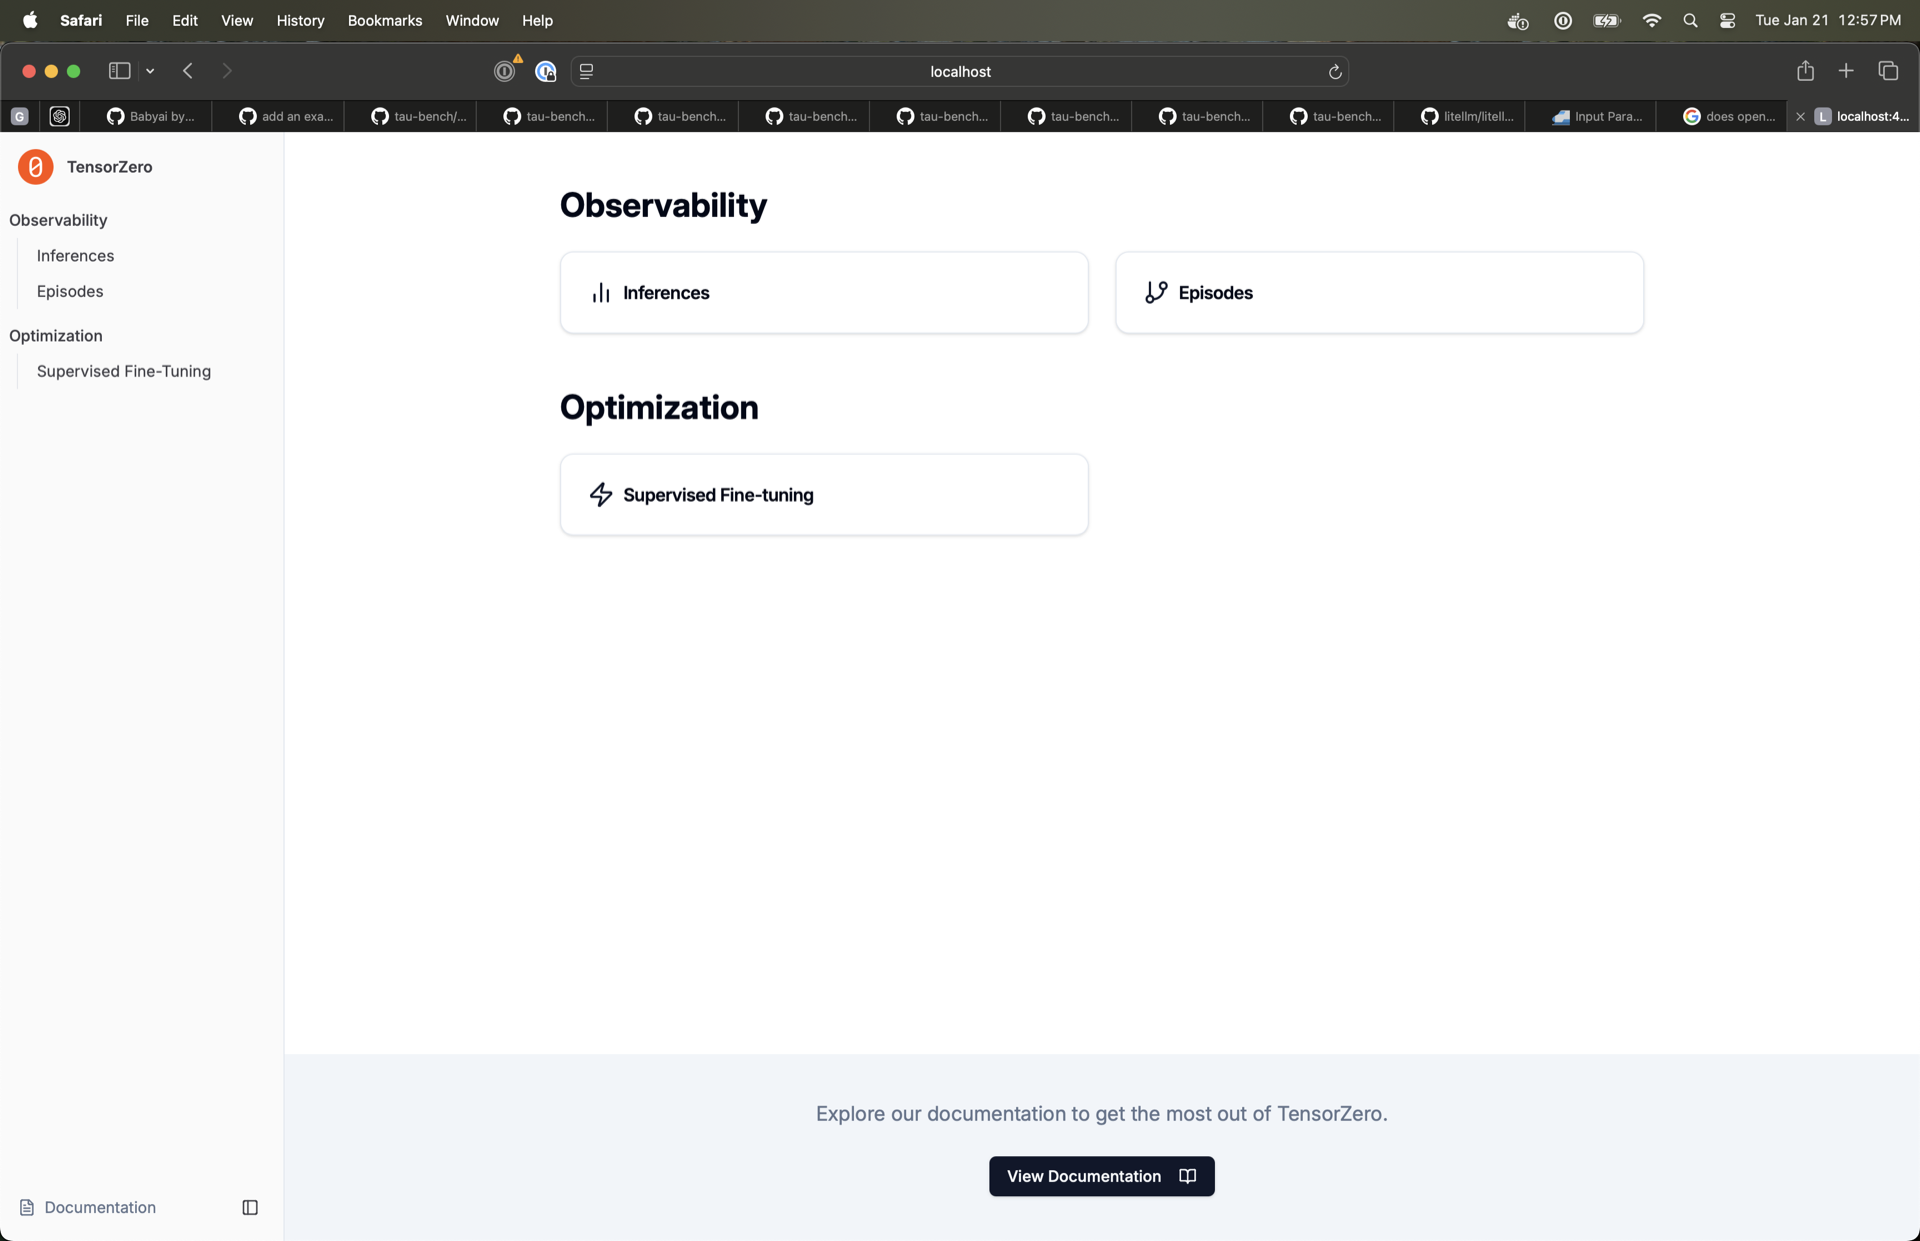 Safari File Edit View History Bookmarks Window Help Tue Jan 21 12:57 PM
localhost
G Babyai by... add an exa... tau-bench/... tau-bench... tau-bench... tau-bench... tau-bench... tau-bench... tau-bench... tau-bench... litellm/litell... Input Para... does open... L localhost:4...
TensorZero
Observability
Inferences
Episodes
Optimization
Supervised Fine-Tuning
Observability
Inferences
Episodes
Optimization
Supervised Fine-tuning
Explore our documentation to get the most out of TensorZero.
View Documentation
Documentation